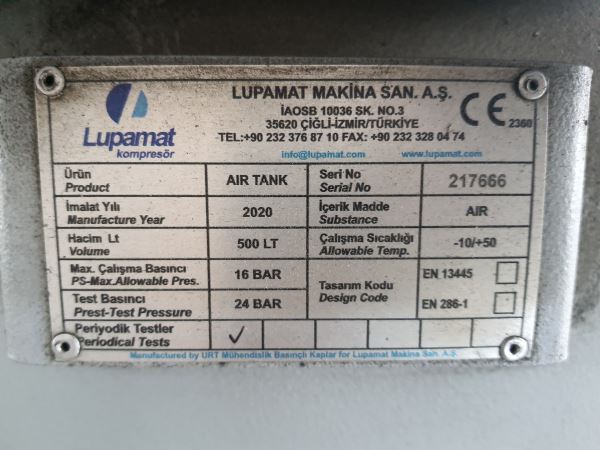 Lupamat
kompresör
LUPAMAT MAKİNA SAN. A.Ş.
İAOSB 10036 SK. NO.3
35620 ÇİĞLİ-İZMİR/TÜRKİYE
TEL:+90 232 376 87 10 FAX: +90 232 328 04 74
info@lupamat.com www.lupamat.com
CE 2360
Ürün
Product
AIR TANK
Seri No
Serial No
217666
İmalat Yılı
Manufacture Year
2020
İçerik Madde
Substance
AIR
Hacim Lt
Volume
500 LT
Çalışma Sıcaklığı
Allowable Temp.
-10/+50
Max. Çalışma Basıncı
PS-Max.Allowable Pres.
16 BAR
Tasarım Kodu
Design Code
EN 13445
EN 286-1
Test Basıncı
Prest-Test Pressure
24 BAR
Periyodik Testler
Periodical Tests
✓
Manufactured by URT Mühendislik Basınçlı Kaplar for Lupamat Makina San. A.Ş.